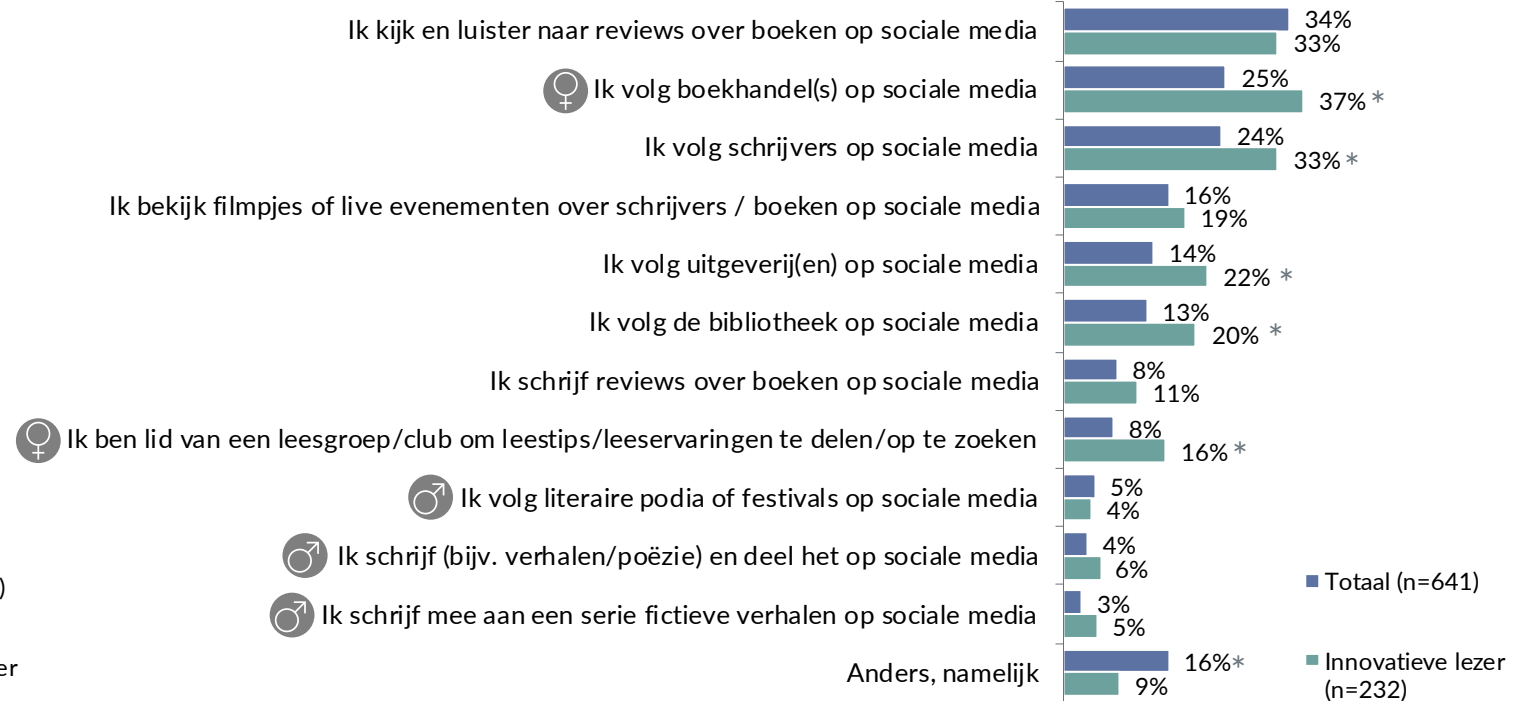 Ik kijk en luister naar reviews over boeken op sociale media
34%
33%
Ik volg boekhandel(s) op sociale media
25%
37% *
Ik volg schrijvers op sociale media
24%
33% *
Ik bekijk filmpjes of live evenementen over schrijvers / boeken op sociale media
16%
19%
Ik volg uitgeverij(en) op sociale media
14%
22% *
Ik volg de bibliotheek op sociale media
13%
20% *
Ik schrijf reviews over boeken op sociale media
8%
11%
Ik ben lid van een leesgroep/club om leestips/leeservaringen te delen/op te zoeken
8%
16% *
Ik volg literaire podia of festivals op sociale media
5%
4%
Ik schrijf (bijv. verhalen/poëzie) en deel het op sociale media
4%
6%
Ik schrijf mee aan een serie fictieve verhalen op sociale media
3%
5%
Anders, namelijk
16%*
9%
Totaal (n=641)
Innovatieve lezer
(n=232)
)
er